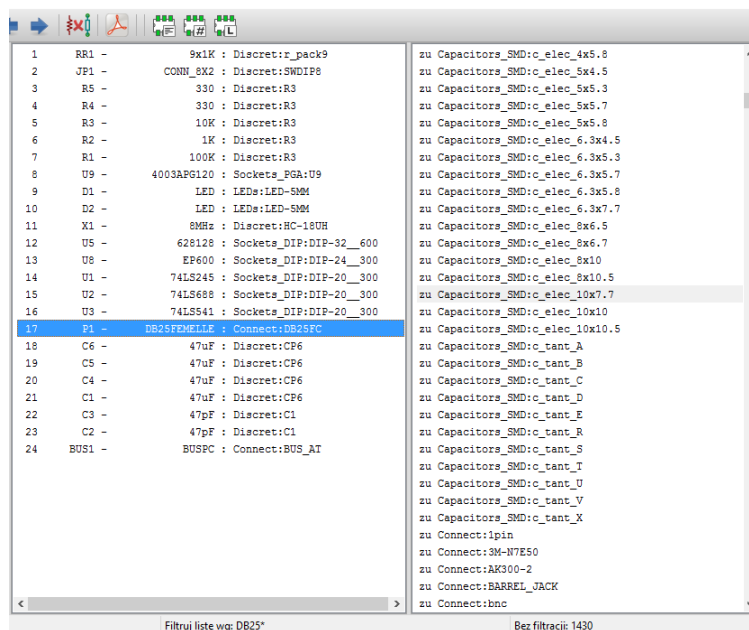 1 RR1 - 9x1K : Discret:r_pack9
2 JP1 - CONN_8X2 : Discret:SWDIP8
3 R5 - 330 : Discret:R3
4 R4 - 330 : Discret:R3
5 R3 - 10K : Discret:R3
6 R2 - 1K : Discret:R3
7 R1 - 100K : Discret:R3
8 U9 - 4003APG120 : Sockets_PGA:U9
9 D1 - LED : LEDs:LED-5MM
10 D2 - LED : LEDs:LED-5MM
11 X1 - 8MHz : Discret:HC-18UH
12 U5 - 628128 : Sockets_DIP:DIP-32__600
13 U8 - EP600 : Sockets_DIP:DIP-24__300
14 U1 - 74LS245 : Sockets_DIP:DIP-20__300
15 U2 - 74LS688 : Sockets_DIP:DIP-20__300
16 U3 - 74LS541 : Sockets_DIP:DIP-20__300
17 P1 - DB25FEMELLE : Connect:DB25FC
18 C6 - 47uF : Discret:CP6
19 C5 - 47uF : Discret:CP6
20 C4 - 47uF : Discret:CP6
21 C1 - 47uF : Discret:CP6
22 C3 - 47pF : Discret:C1
23 C2 - 47pF : Discret:C1
24 BUS1 - BUSPC : Connect:BUS_AT
zu Capacitors_SMD:c_elec_4x5.8
zu Capacitors_SMD:c_elec_5x4.5
zu Capacitors_SMD:c_elec_5x5.3
zu Capacitors_SMD:c_elec_5x5.7
zu Capacitors_SMD:c_elec_5x5.8
zu Capacitors_SMD:c_elec_6.3x4.5
zu Capacitors_SMD:c_elec_6.3x5.3
zu Capacitors_SMD:c_elec_6.3x5.7
zu Capacitors_SMD:c_elec_6.3x5.8
zu Capacitors_SMD:c_elec_6.3x7.7
zu Capacitors_SMD:c_elec_8x6.5
zu Capacitors_SMD:c_elec_8x6.7
zu Capacitors_SMD:c_elec_8x10
zu Capacitors_SMD:c_elec_8x10.5
zu Capacitors_SMD:c_elec_10x7.7
zu Capacitors_SMD:c_elec_10x10
zu Capacitors_SMD:c_elec_10x10.5
zu Capacitors_SMD:c_tant_A
zu Capacitors_SMD:c_tant_B
zu Capacitors_SMD:c_tant_C
zu Capacitors_SMD:c_tant_D
zu Capacitors_SMD:c_tant_E
zu Capacitors_SMD:c_tant_R
zu Capacitors_SMD:c_tant_S
zu Capacitors_SMD:c_tant_T
zu Capacitors_SMD:c_tant_U
zu Capacitors_SMD:c_tant_V
zu Capacitors_SMD:c_tant_X
zu Connect:1pin
zu Connect:3M-N7E50
zu Connect:AK300-2
zu Connect:BARREL_JACK
zu Connect:bnc
Filtruj listę wg: DB25*
Bez filtracji: 1430